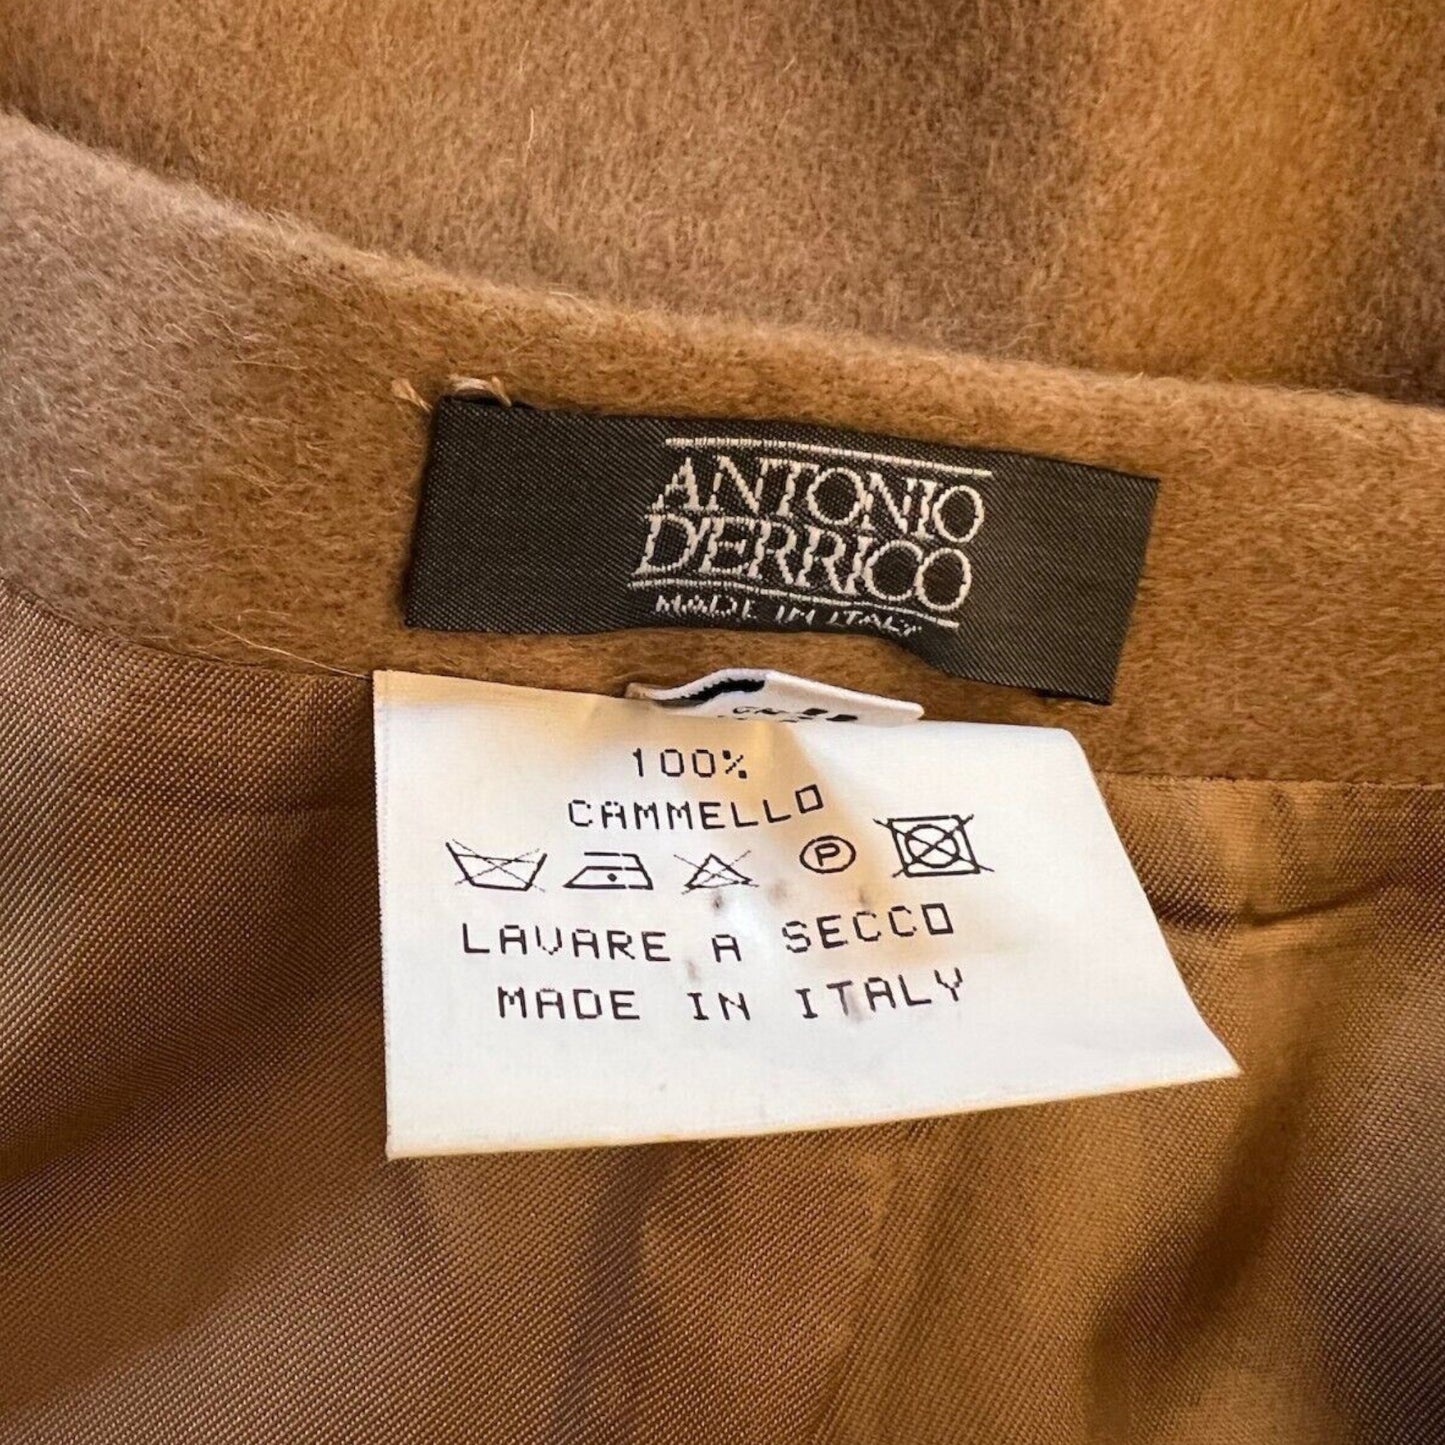 ANTONIO
D'ERRICO
MADE IN ITALY
100%
CAMMELLO
P
LAVARE A SECCO
MADE IN ITALY